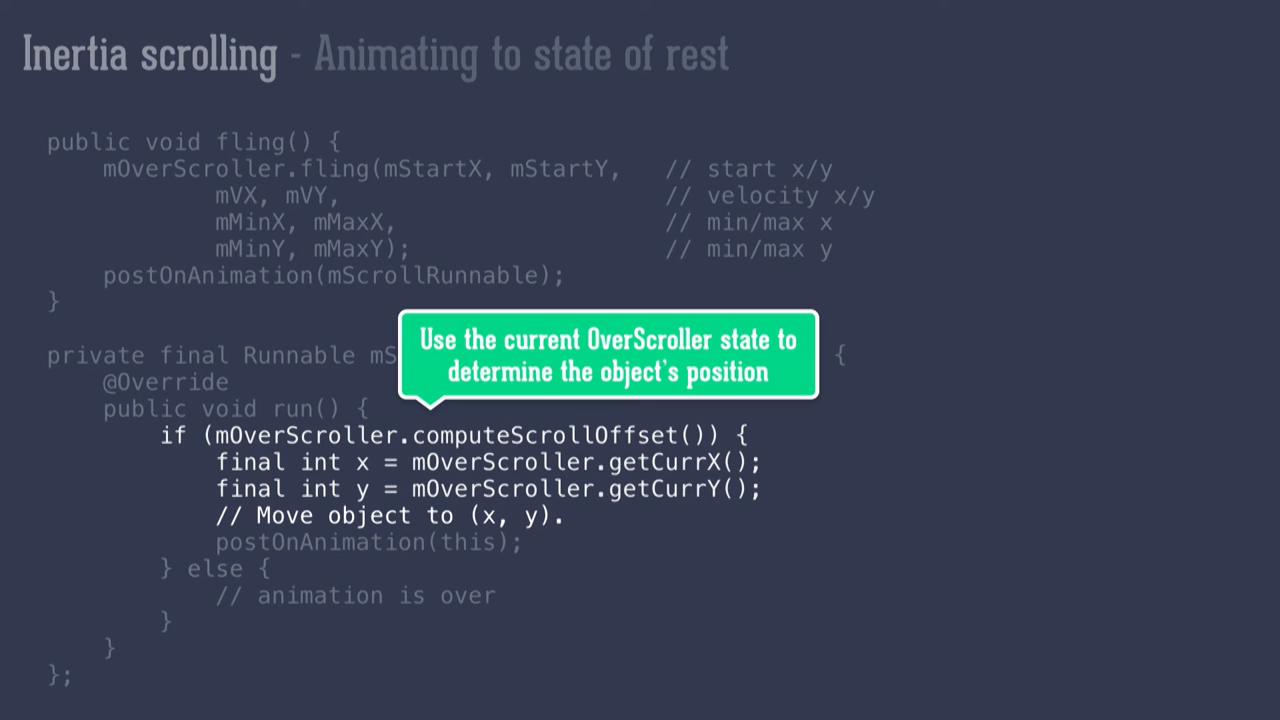 Inertia scrolling - Animating to state of rest
public void fling() {
mOverScroller.fling(mStartX, mStartY, // start x/y
mVX, mVY, // velocity x/y
mMinX, mMaxX, // min/max x
mMinY, mMaxY); // min/max y
postOnAnimation(mScrollRunnable);
}
Use the current OverScroller state to
determine the object's position
private final Runnable mS {
@Override
public void run() {
if (mOverScroller.computeScrollOffset()) {
final int x = mOverScroller.getCurrX();
final int y = mOverScroller.getCurrY();
// Move object to (x, y).
postOnAnimation(this);
} else {
// animation is over
}
}
};